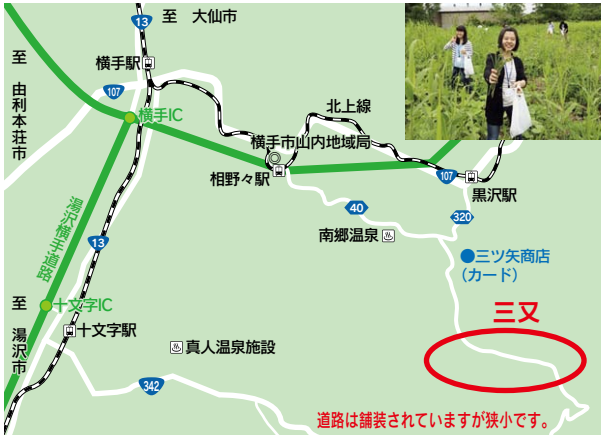 至 大仙市
13
横手駅
至 由利本荘市
107
横手IC
北上線
横手市山内地域局
相野々駅
107
黒沢駅
湯沢横手道路
40
320
13
南郷温泉
三ツ矢商店
(カード)
至 湯沢市
十文字IC
三又
十文字駅
真人温泉施設
342
道路は舗装されていますが狭小です。